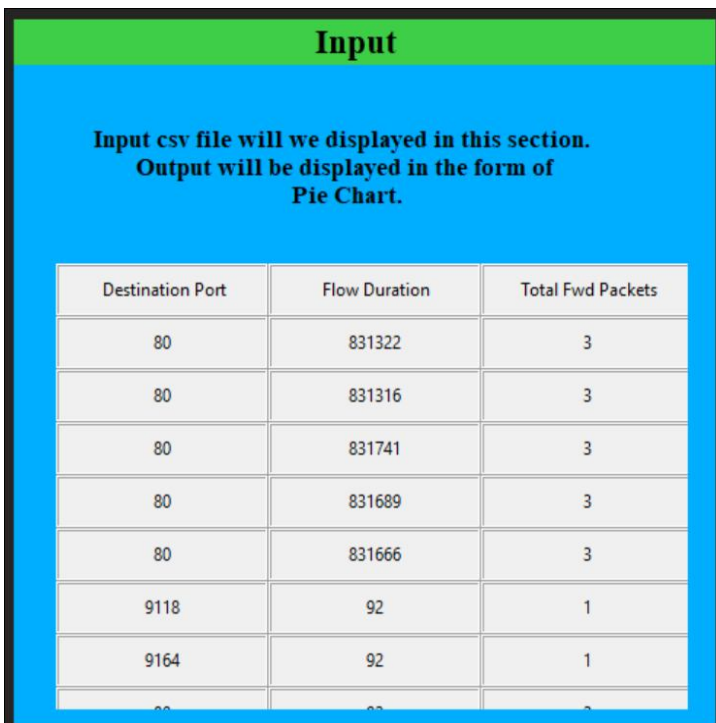 Input
Input csv file will we displayed in this section.
Output will be displayed in the form of
Pie Chart.
Destination Port Flow Duration Total Fwd Packets
80 831322 3
80 831316 3
80 831741 3
80 831689 3
80 831666 3
9118 92 1
9164 92 1